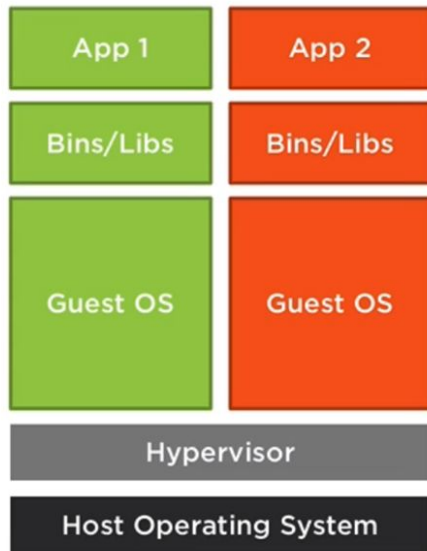 App 1 App 2
Bins/Libs Bins/Libs
Guest OS Guest OS
Hypervisor
Host Operating System